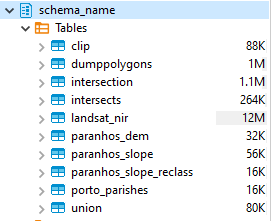 schema_name
Tables
clip 88K
dumppolygons 1M
intersection 1.1M
intersects 264K
landsat_nir 12M
paranhos_dem 32K
paranhos_slope 56K
paranhos_slope_reclass 16K
porto_parishes 16K
union 80K